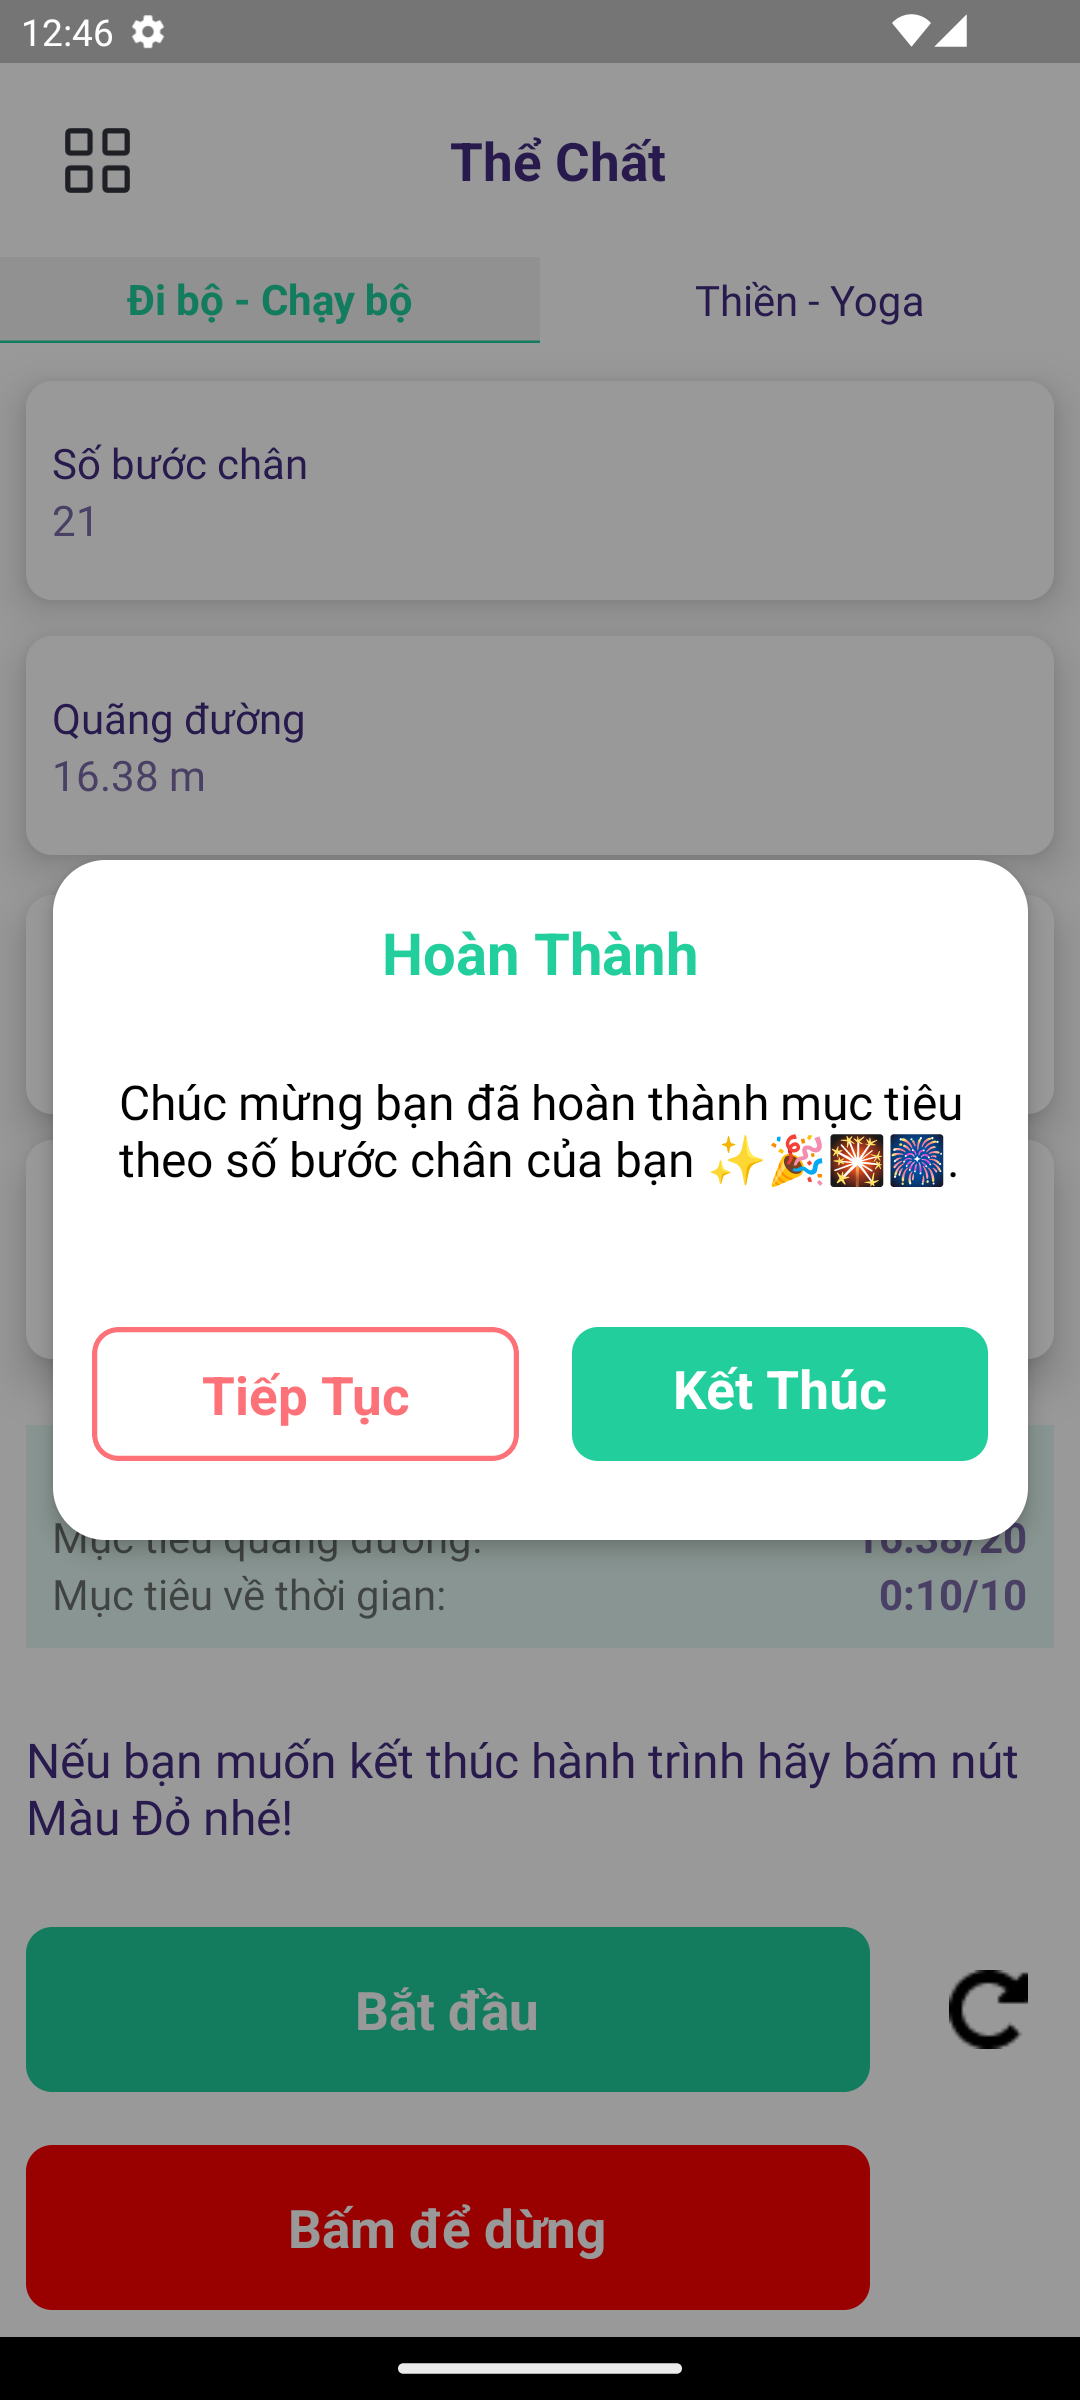 12:46
Thể Chất
Đi bộ - Chạy bộ
Thiền - Yoga
Số bước chân
21
Quãng đường
16.38 m
Hoàn Thành
Chúc mừng bạn đã hoàn thành mục tiêu
theo số bước chân của bạn ✨🎉🎇🎆.
Tiếp Tục
Kết Thúc
Mục tiêu quãng đường: 16.38/20
Mục tiêu về thời gian: 0:10/10
Nếu bạn muốn kết thúc hành trình hãy bấm nút
Màu Đỏ nhé!
Bắt đầu
Bấm để dừng